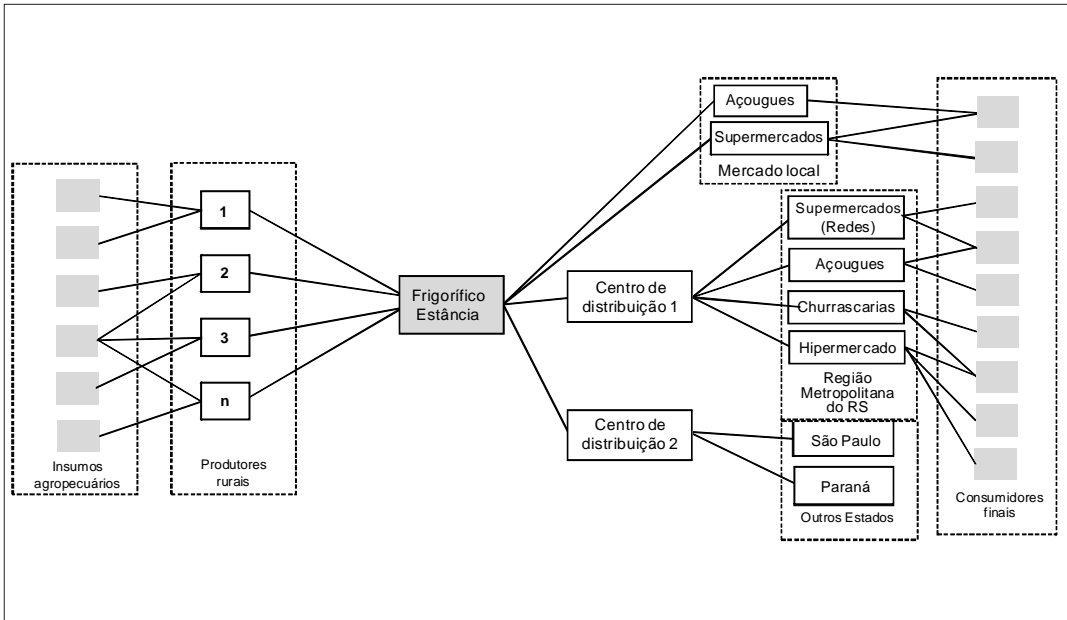 Insumos
agropecuários
1
2
3
n
Produtores
rurais
Frigorífico
Estância
Açougues
Supermercados
Mercado local
Centro de
distribuição 1
Supermercados
(Redes)
Açougues
Churrascarias
Hipermercado
Região
Metropolitana
do RS
Centro de
distribuição 2
São Paulo
Paraná
Outros Estados
Consumidores
finais